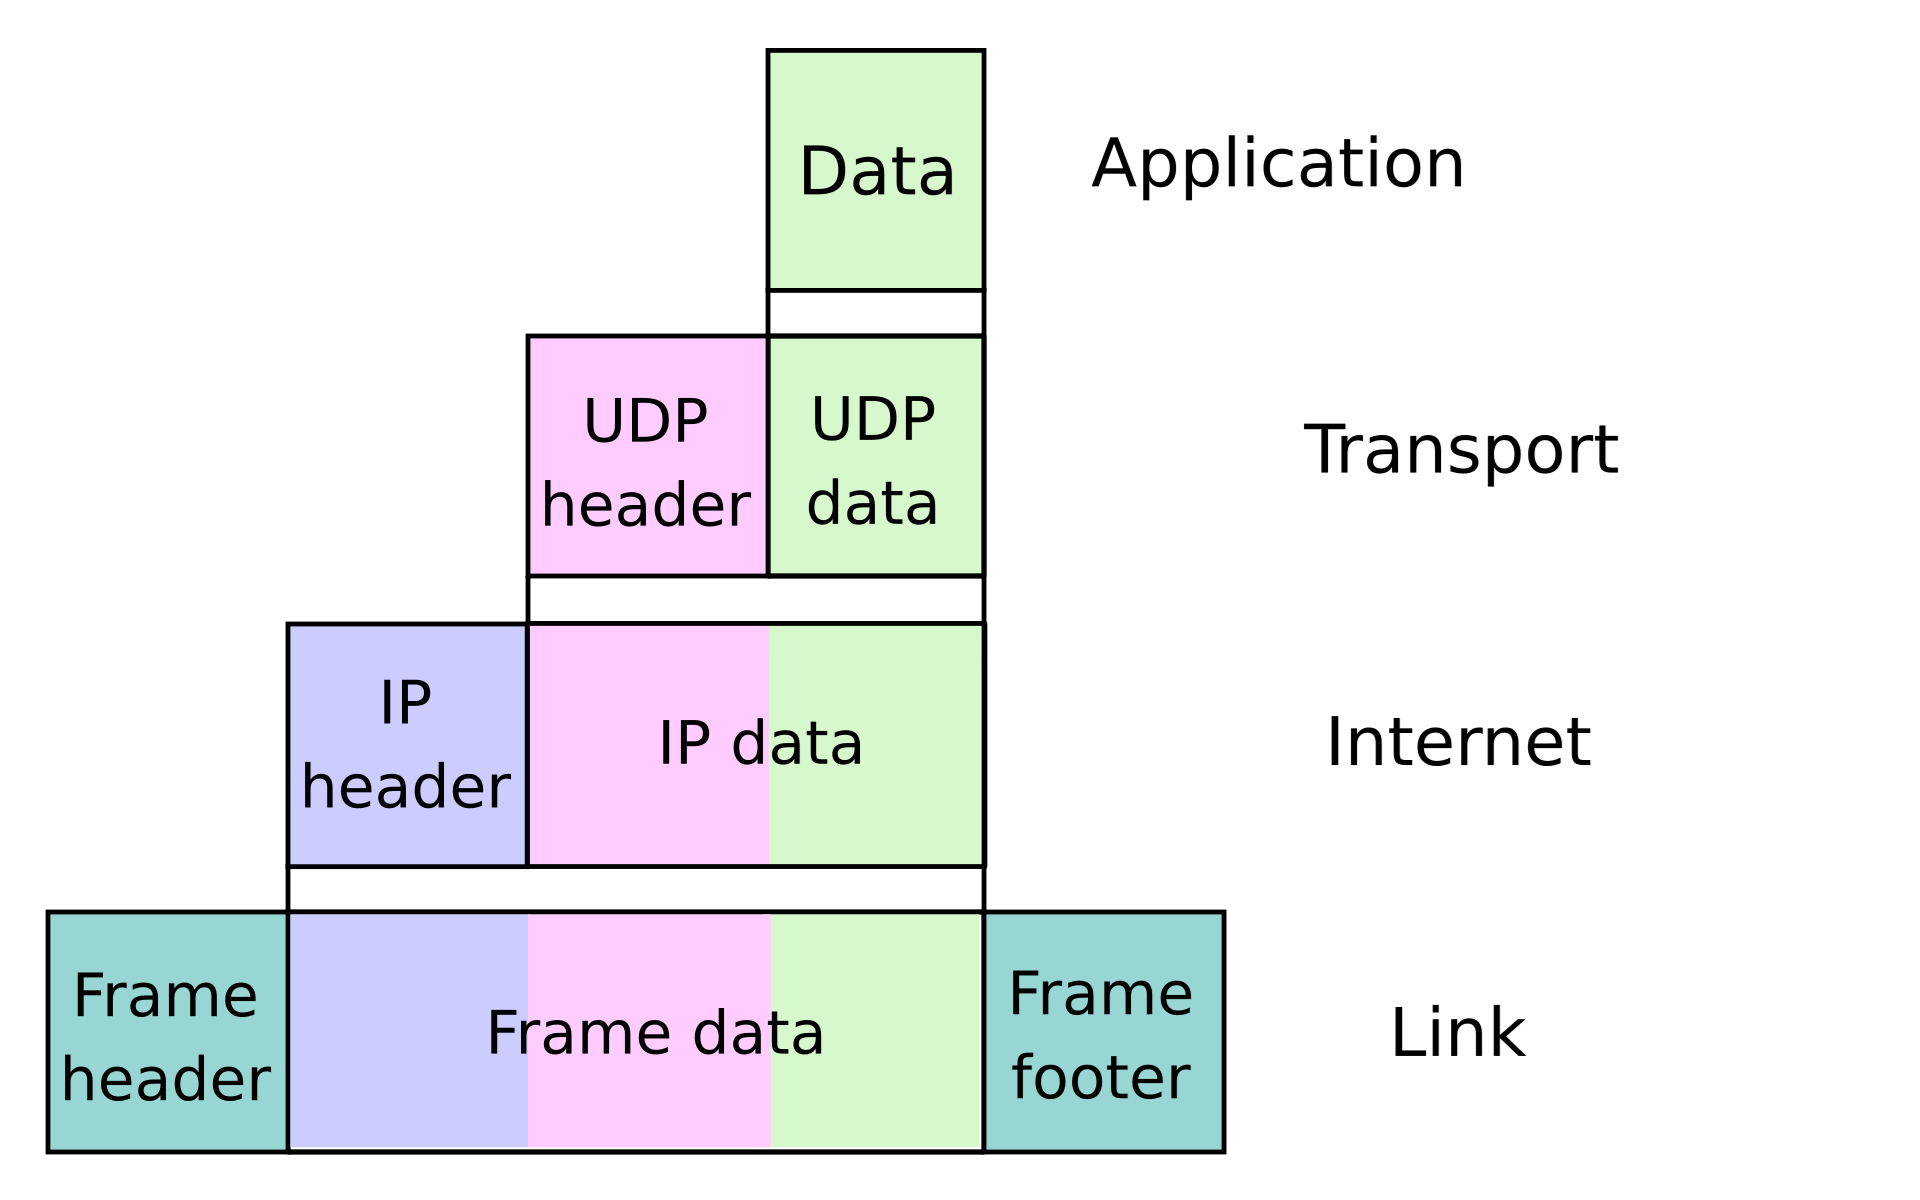 Data
Application
UDP
header
UDP
data
Transport
IP
header
IP data
Internet
Frame
header
Frame data
Frame
footer
Link